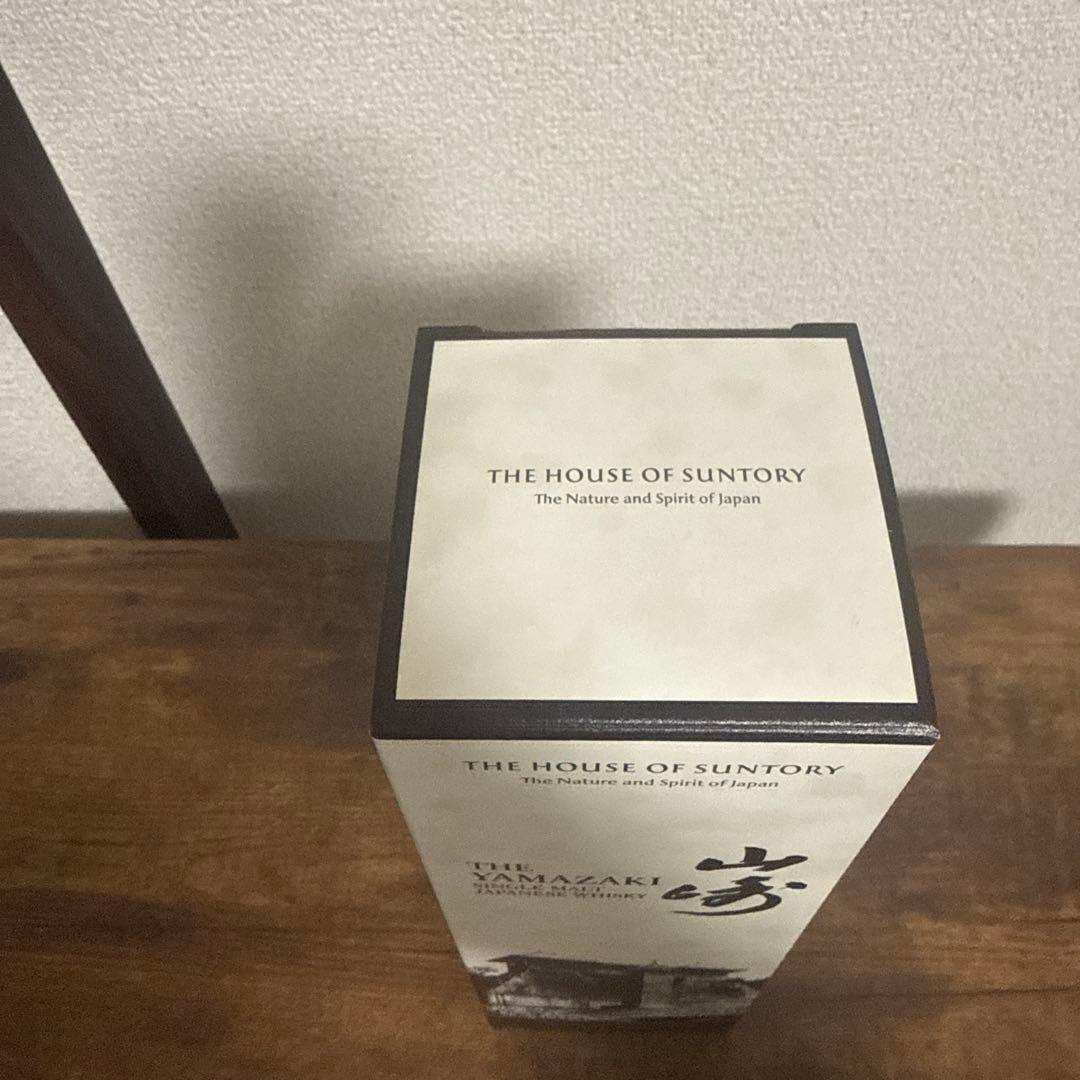 THE HOUSE OF SUNTORY
The Nature and Spirit of Japan
THE HOUSE OF SUNTORY
The Nature and Spirit of Japan
THE
YAMAZAKI
SINGLE MALT
JAPANESE WHISKY
山崎